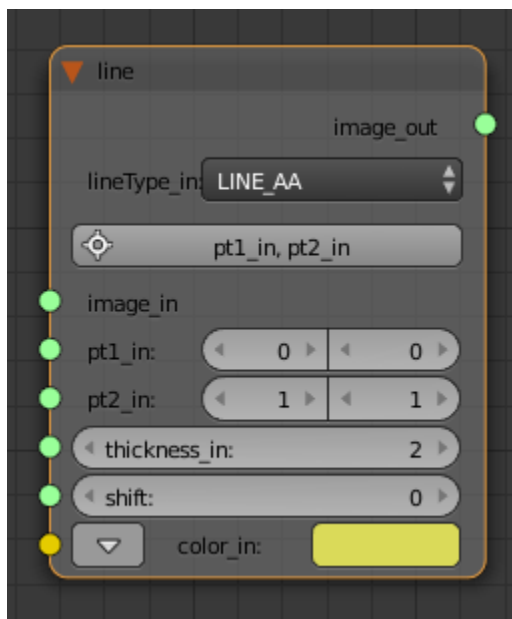 line
image_out
lineType_in: LINE_AA
pt1_in, pt2_in
image_in
pt1_in: 0 0
pt2_in: 1 1
thickness_in: 2
shift: 0
color_in: